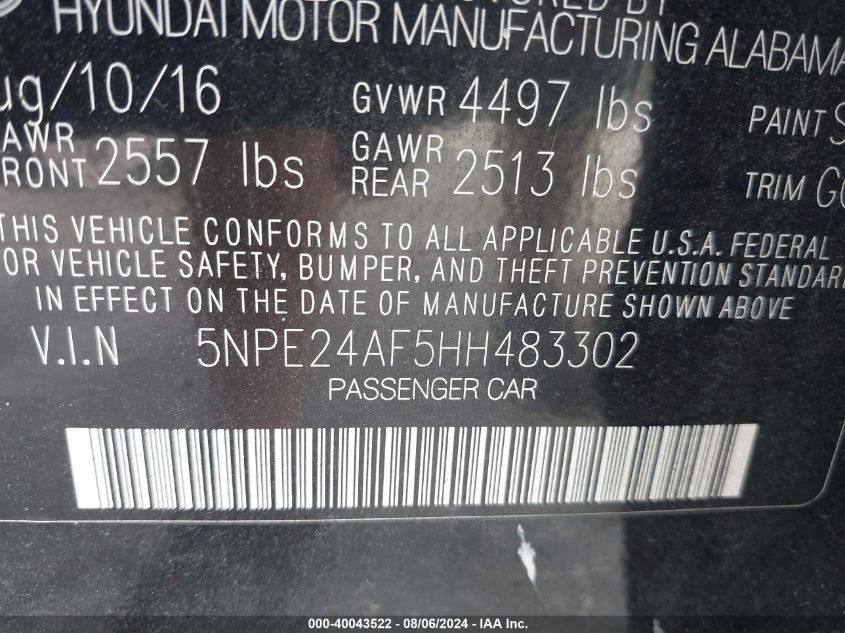 BY
HYUNDAI MOTOR MANUFACTURING ALABAMA
ug/10/16 GVWR 4497 lbs PAINT S
AWR FRONT 2557 lbs GAWR REAR 2513 lbs TRIM
THIS VEHICLE CONFORMS TO ALL APPLICABLE U.S.A. FEDERAL
OR VEHICLE SAFETY, BUMPER, AND THEFT PREVENTION STANDAR
IN EFFECT ON THE DATE OF MANUFACTURE SHOWN ABOVE
V.I.N 5NPE24AF5HH483302
PASSENGER CAR
000-40043522 - 08/06/2024 - IAA Inc.